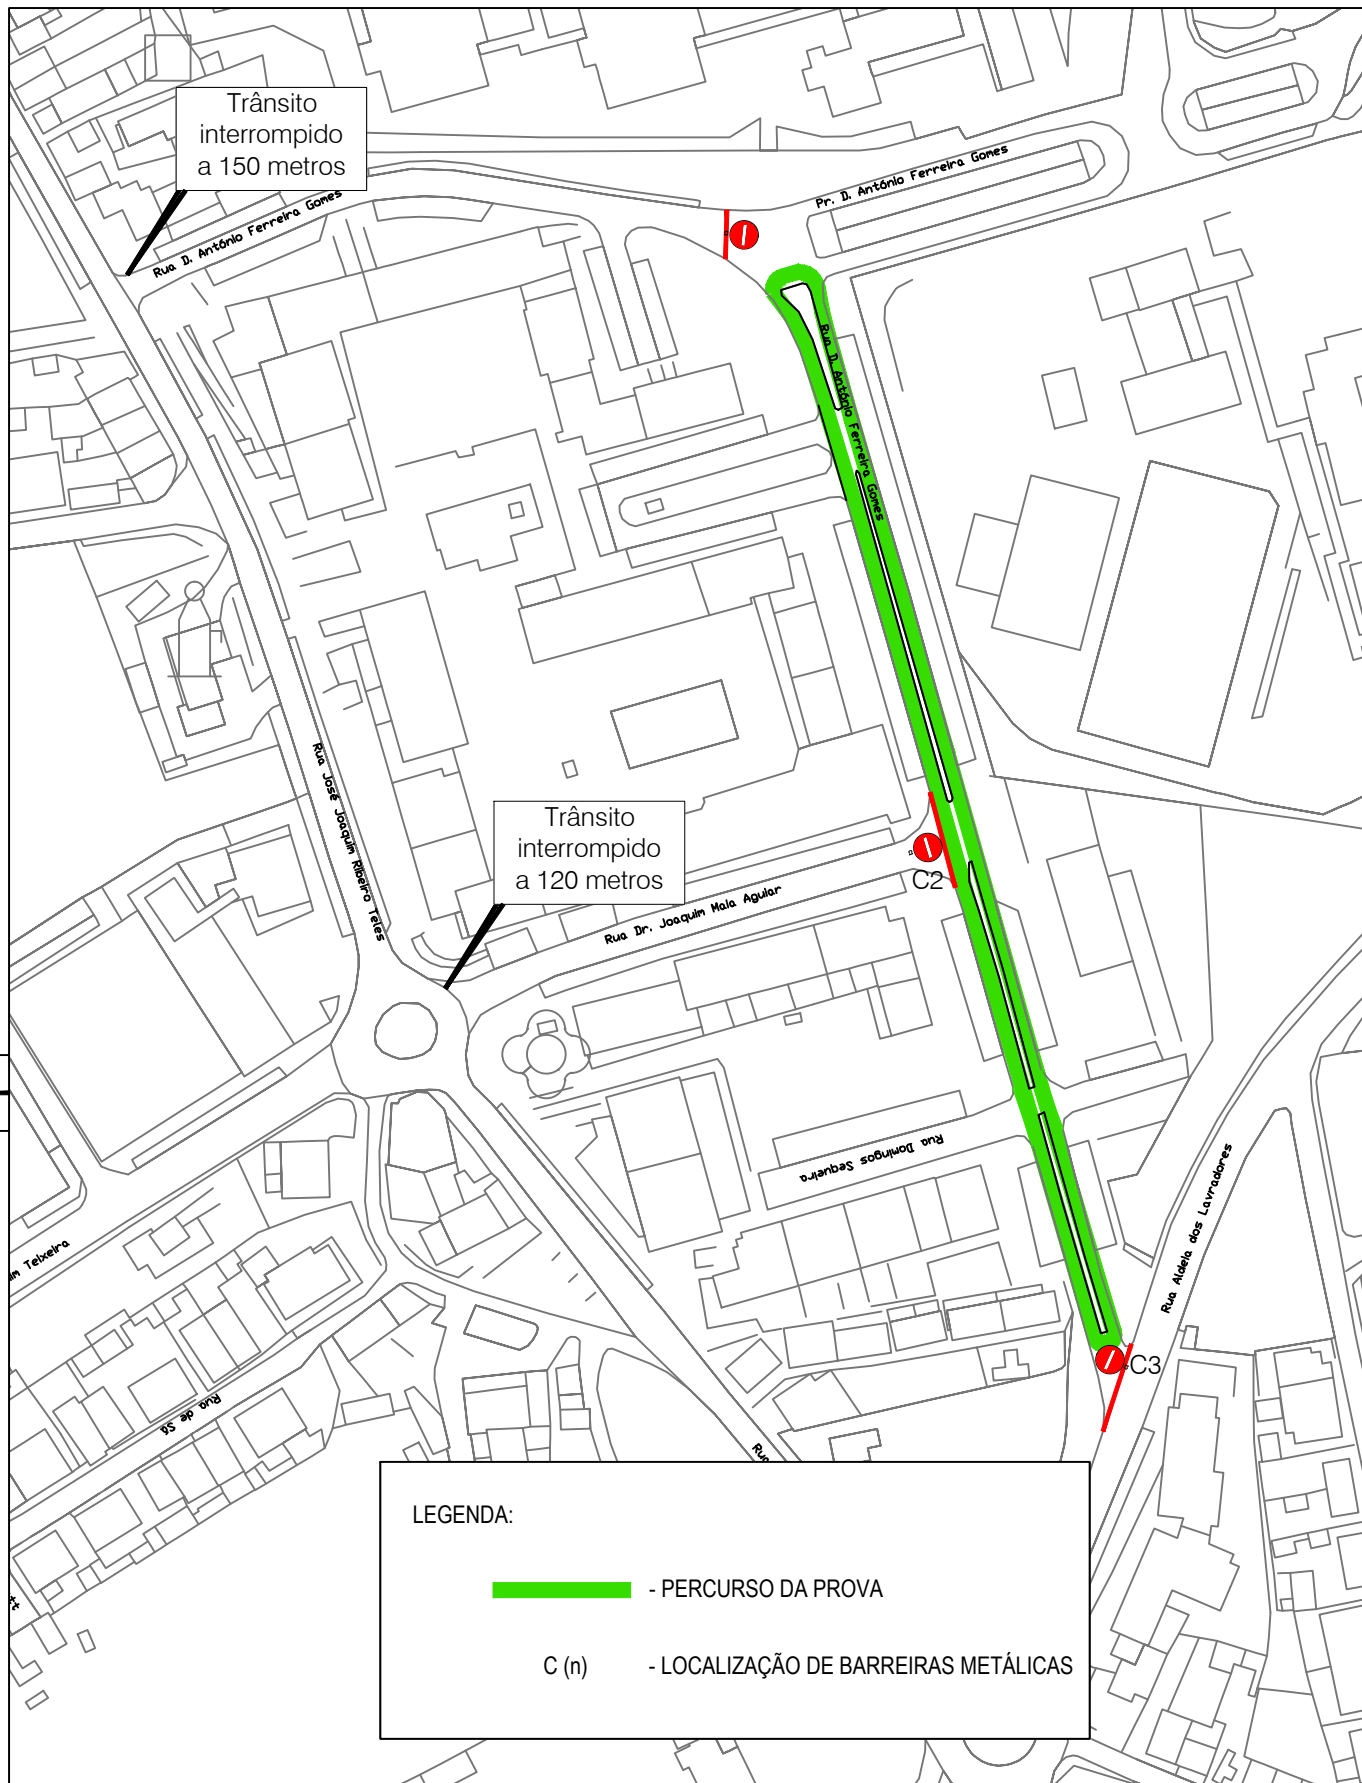 Trânsito
interrompido
a 150 metros
Rua D. António Ferreira Gomes
Pr. D. António Ferreira Gomes
Rua D. António Ferreira Gomes
Rua José Joaquim Ribeiro Teles
Trânsito
interrompido
a 120 metros
C2
Rua Dr. Joaquim Maia Aguiar
Rua Domingos Sequeira
Rua Aldeia dos Lavradores
im Teixeira
C3
Rua de Sá
Rua
LEGENDA:
- PERCURSO DA PROVA
C (n) - LOCALIZAÇÃO DE BARREIRAS METÁLICAS